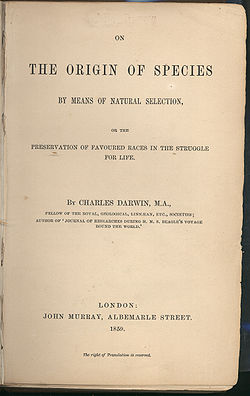 ON
THE ORIGIN OF SPECIES
BY MEANS OF NATURAL SELECTION,
OR THE
PRESERVATION OF FAVOURED RACES IN THE STRUGGLE
FOR LIFE.
BY CHARLES DARWIN, M.A.,
FELLOW OF THE ROYAL, GEOLOGICAL, LINNÆAN, ETC., SOCIETIES;
AUTHOR OF 'JOURNAL OF RESEARCHES DURING H. M. S. BEAGLE'S VOYAGE
ROUND THE WORLD.'
LONDON:
JOHN MURRAY, ALBEMARLE STREET.
1859.
The right of Translation is reserved.